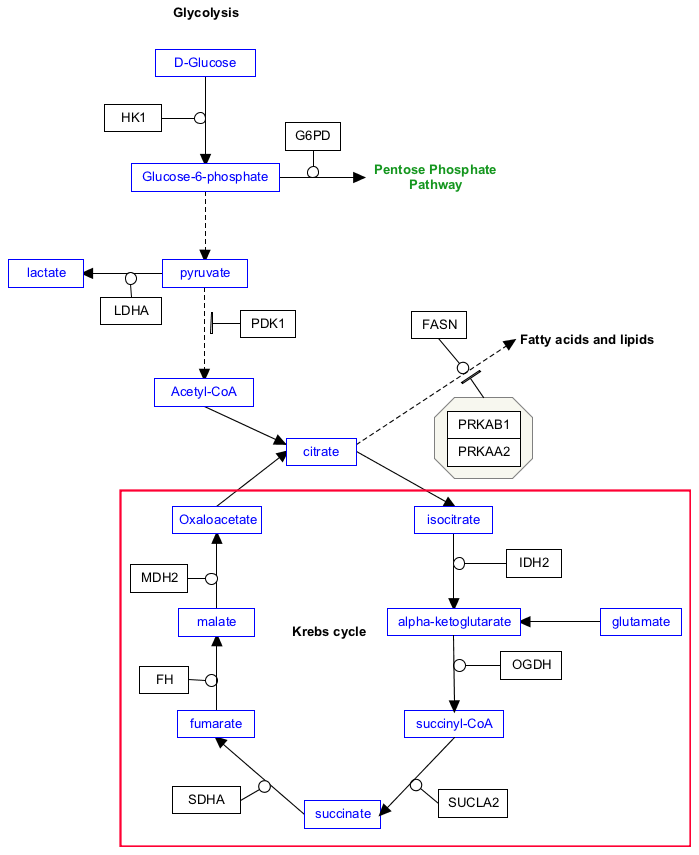 Glycolysis
D-Glucose
HK1
G6PD
Glucose-6-phosphate
Pentose Phosphate
Pathway
lactate
pyruvate
LDHA
PDK1
FASN
Fatty acids and lipids
Acetyl-CoA
PRKAB1
PRKAA2
citrate
Oxaloacetate
isocitrate
MDH2
IDH2
malate
Krebs cycle
alpha-ketoglutarate
glutamate
FH
OGDH
fumarate
succinyl-CoA
SDHA
SUCLA2
succinate